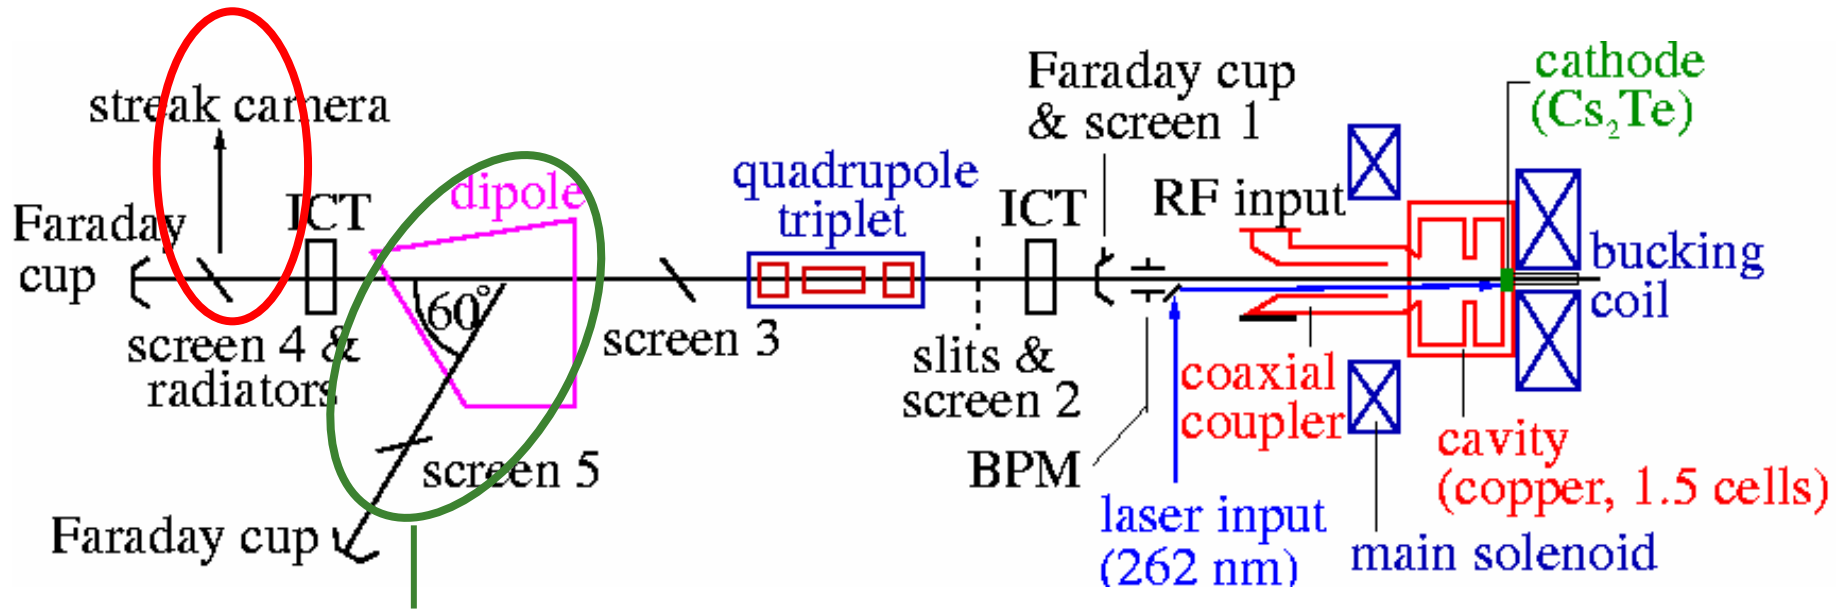 streak camera
Faraday
cup
ICT
dipole
60°
screen 4 &
radiators
screen 5
Faraday cup
screen 3
quadrupole
triplet
slits &
screen 2
ICT
Faraday cup
& screen 1
BPM
RF input
coaxial
coupler
laser input
(262 nm)
main solenoid
cavity
(copper, 1.5 cells)
cathode
(Cs₂Te)
bucking
coil